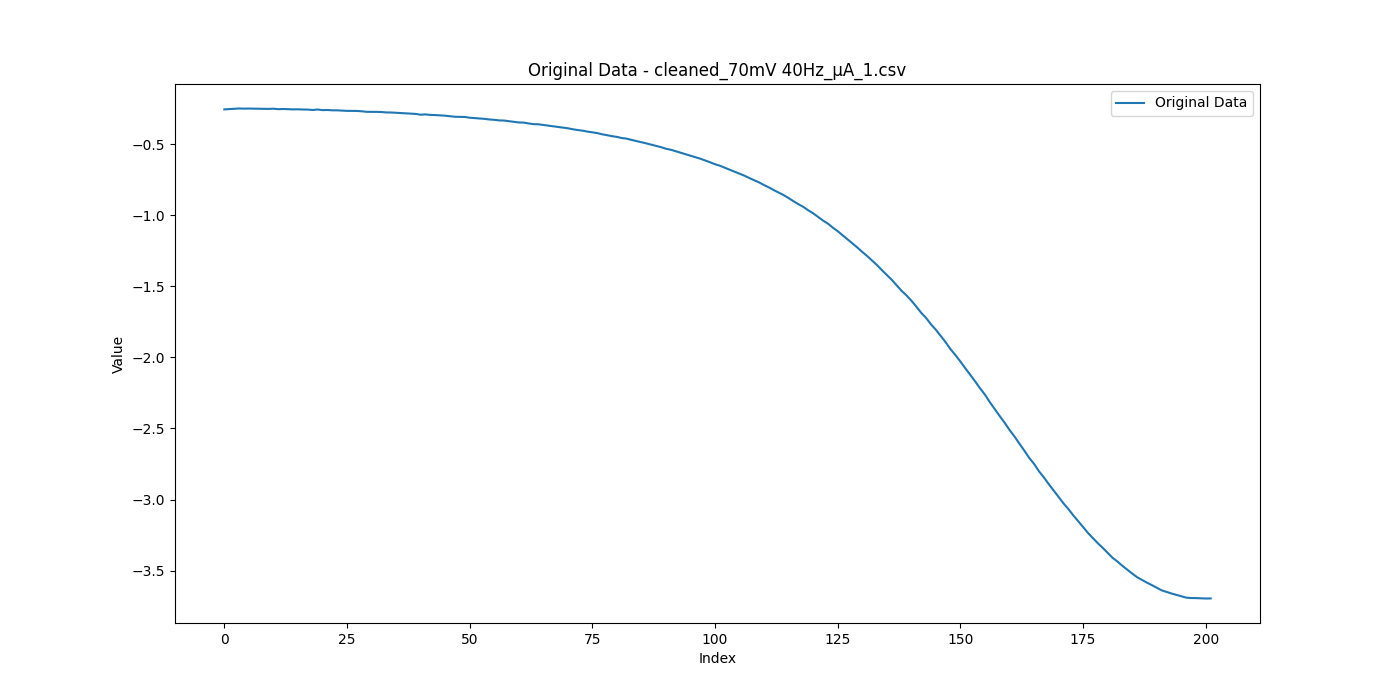 Original Data - cleaned_70mV 40Hz_μA_1.csv
Original Data
−0.5
−1.0
−1.5
−2.0
−2.5
−3.0
−3.5
Value
0 25 50 75 100 125 150 175 200
Index